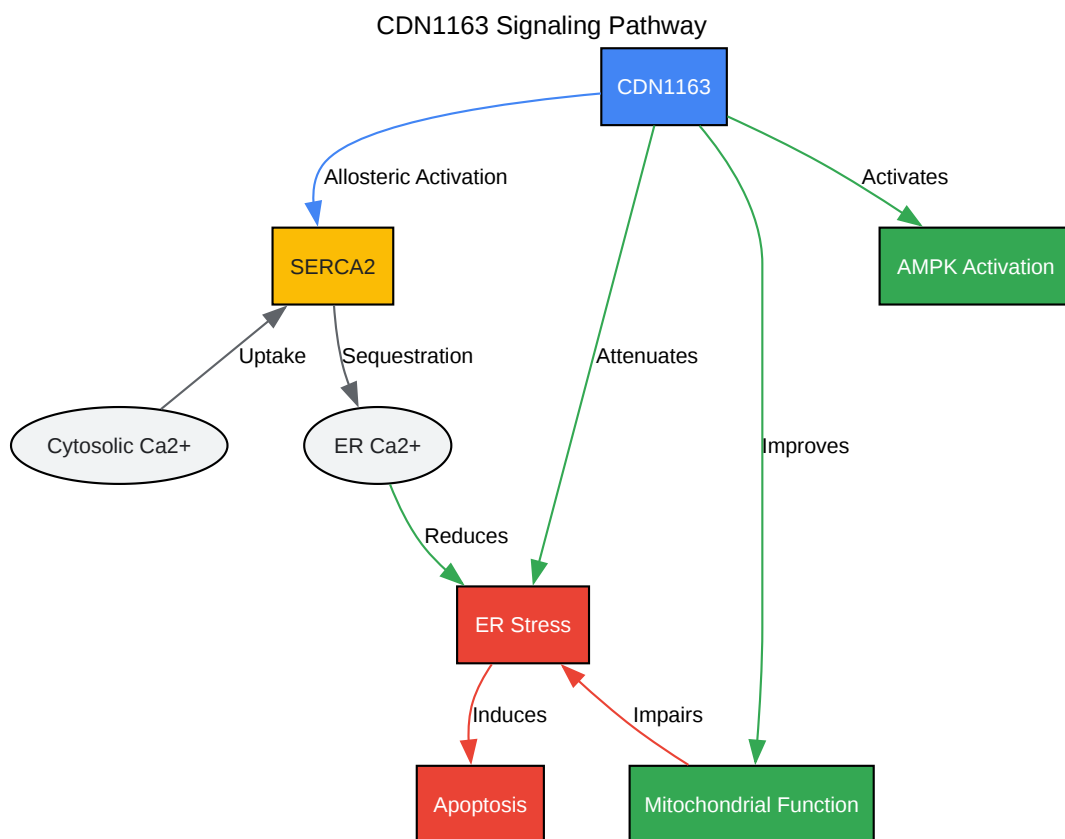 CDN1163 Signaling Pathway
CDN1163
Allosteric Activation
Activates
SERCA2
AMPK Activation
Uptake
Sequestration
Attenuates
Cytosolic Ca2+
ER Ca2+
Improves
Reduces
ER Stress
Induces
Impairs
Apoptosis
Mitochondrial Function